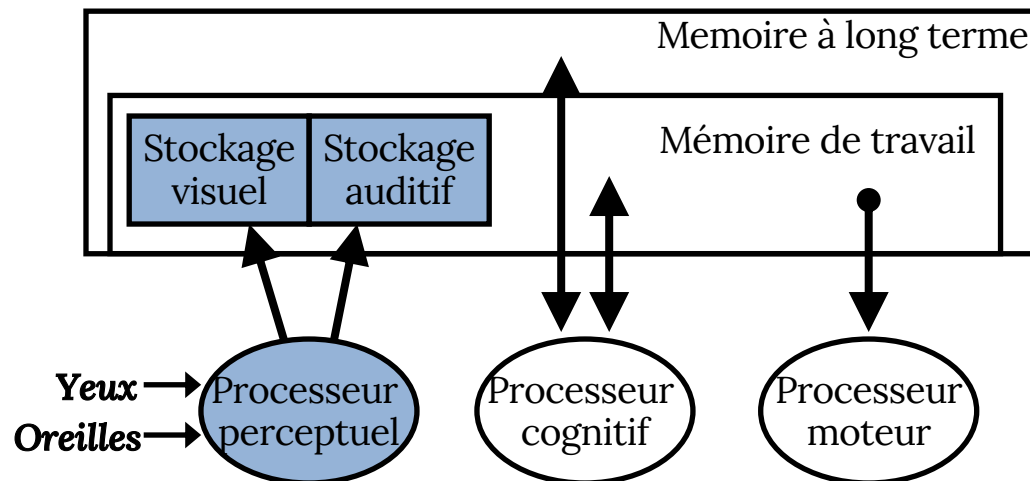 Memoire à long terme
Mémoire de travail
Stockage
visuel
Stockage
auditif
Yeux
Oreilles
Processeur
perceptuel
Processeur
cognitif
Processeur
moteur